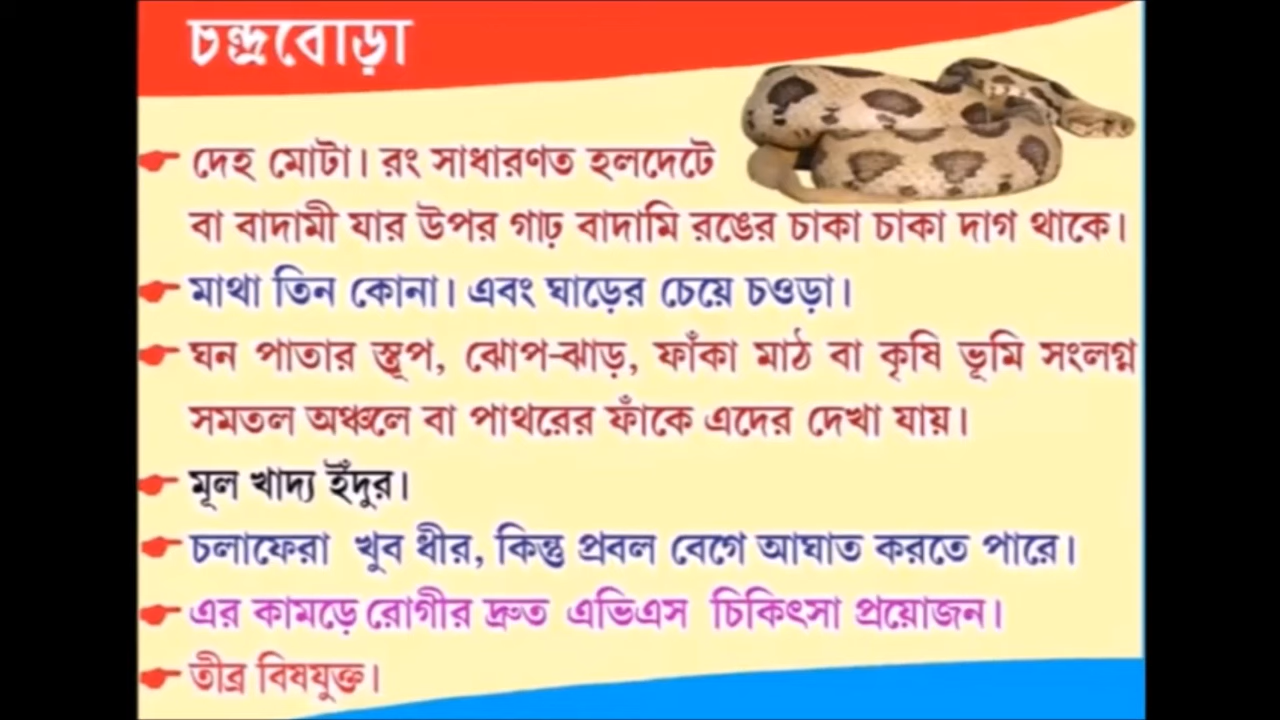 চন্দ্রবোড়া
দেহ মোটা। রং সাধারণত হলদেটে
বা বাদামী যার উপর গাঢ় বাদামি রঙের চাকা চাকা দাগ থাকে।
মাথা তিন কোনা। এবং ঘাড়ের চেয়ে চওড়া।
ঘন পাতার স্তূপ, ঝোপ-ঝাড়, ফাঁকা মাঠ বা কৃষি ভূমি সংলগ্ন
সমতল অঞ্চলে বা পাথরের ফাঁকে এদের দেখা যায়।
মূল খাদ্য ইঁদুর।
চলাফেরা খুব ধীর, কিন্তু প্রবল বেগে আঘাত করতে পারে।
এর কামড়ে রোগীর দ্রুত এভিএস চিকিৎসা প্রয়োজন।
তীব্র বিষযুক্ত।